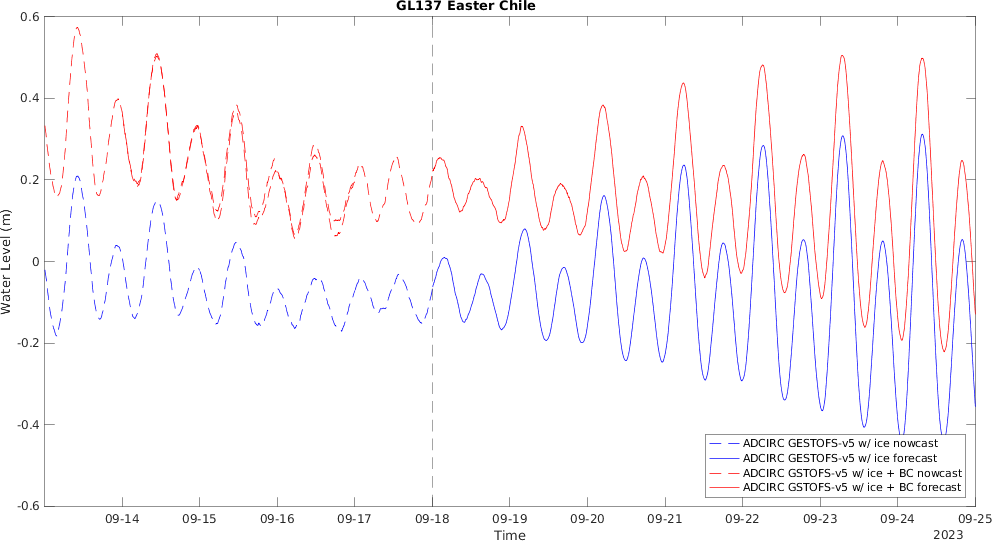 GL137 Easter Chile
0.6
0.4
0.2
0
-0.2
-0.4
-0.6
Water Level (m)
ADCIRC GESTOFS-v5 w/ ice nowcast
ADCIRC GESTOFS-v5 w/ ice forecast
ADCIRC GSTOFS-v5 w/ ice + BC nowcast
ADCIRC GSTOFS-v5 w/ ice + BC forecast
09-14 09-15 09-16 09-17 09-18 09-19 09-20 09-21 09-22 09-23 09-24 09-25
Time
2023